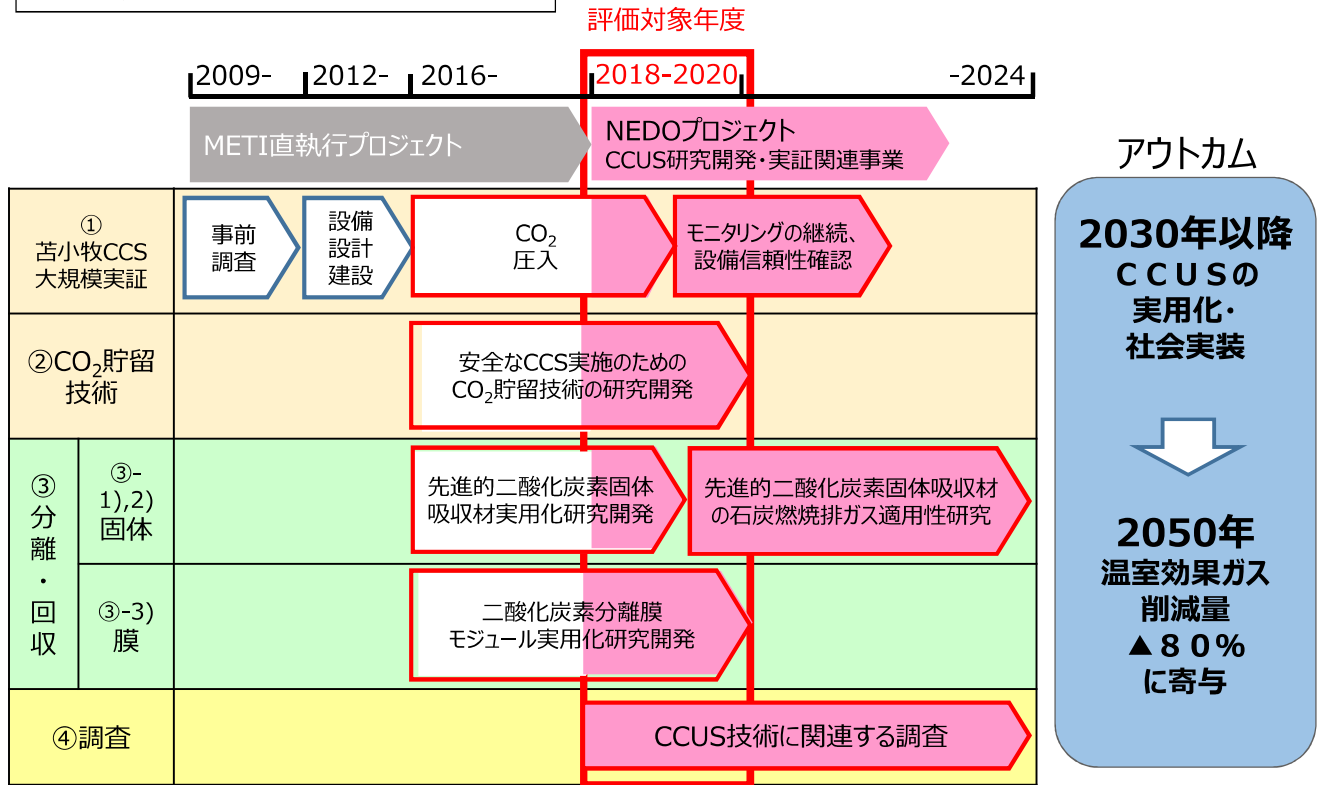 評価対象年度
2009-
2012-
2016-
2018-2020
-2024
METI直執行プロジェクト
NEDOプロジェクト
CCUS研究開発・実証関連事業
①
苫小牧CCS
大規模実証
事前
調査
設備
設計
建設
CO₂
圧入
モニタリングの継続、
設備信頼性確認
②CO₂貯留
技術
安全なCCS実施のための
CO₂貯留技術の研究開発
③
分
離
・
回
収
③-
1),2)
固体
先進的二酸化炭素固体
吸収材実用化研究開発
先進的二酸化炭素固体吸収材
の石炭燃焼排ガス適用性研究
③-3)
膜
二酸化炭素分離膜
モジュール実用化研究開発
④調査
CCUS技術に関連する調査
アウトカム
2030年以降
ＣＣＵＳの
実用化・
社会実装
2050年
温室効果ガス
削減量
▲８０％
に寄与